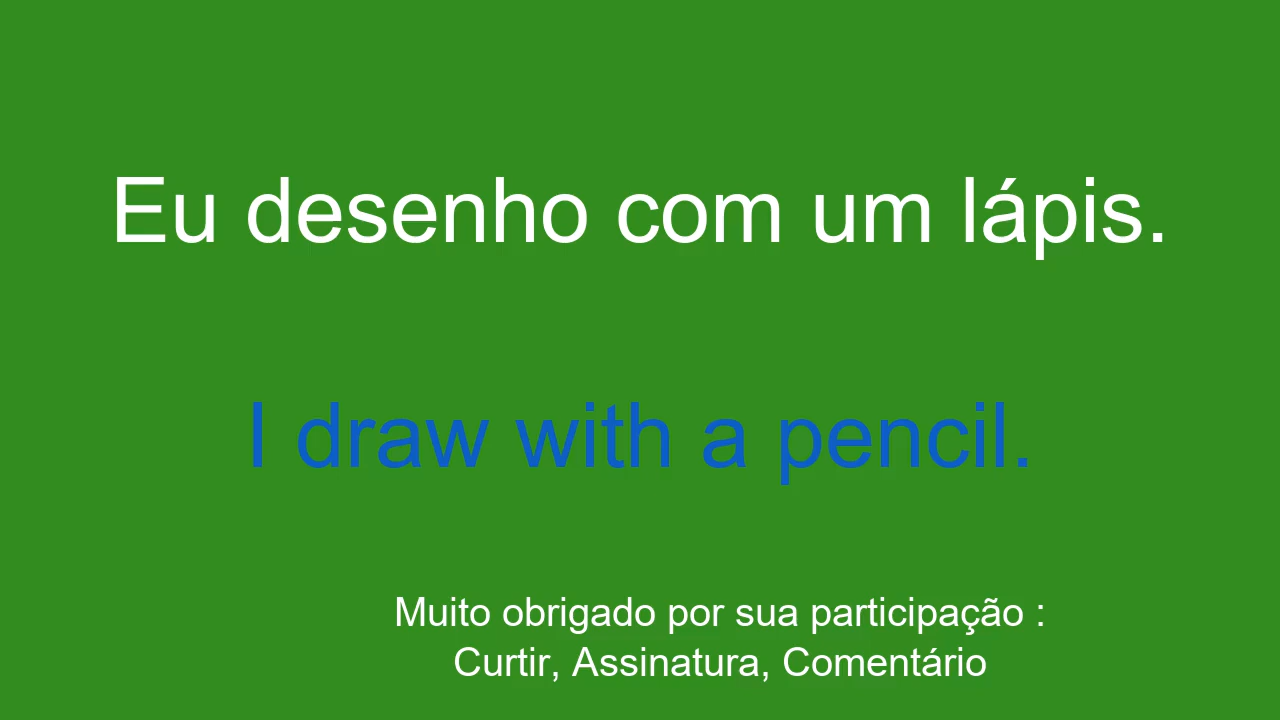 Eu desenho com um lápis.
I draw with a pencil.
Muito obrigado por sua participação :
Curtir, Assinatura, Comentário